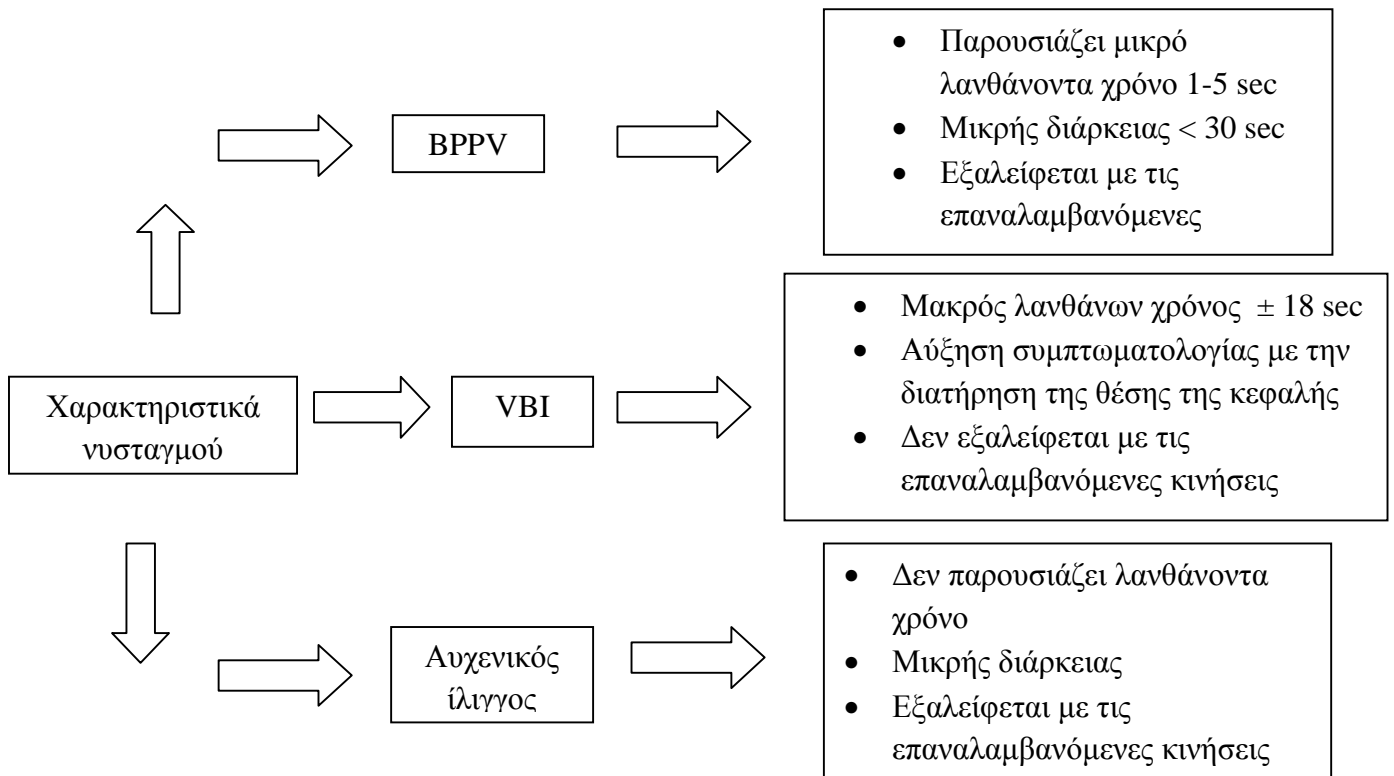 • Παρουσιάζει μικρό
λανθάνοντα χρόνο 1-5 sec
• Μικρής διάρκειας < 30 sec
• Εξαλείφεται με τις
επαναλαμβανόμενες
BPPV
• Μακρός λανθάνων χρόνος ± 18 sec
• Αύξηση συμπτωματολογίας με την
διατήρηση της θέσης της κεφαλής
• Δεν εξαλείφεται με τις
επαναλαμβανόμενες κινήσεις
Χαρακτηριστικά
νυσταγμού
VBI
• Δεν παρουσιάζει λανθάνοντα
χρόνο
• Μικρής διάρκειας
• Εξαλείφεται με τις
επαναλαμβανόμενες κινήσεις
Αυχενικός
ίλιγγος